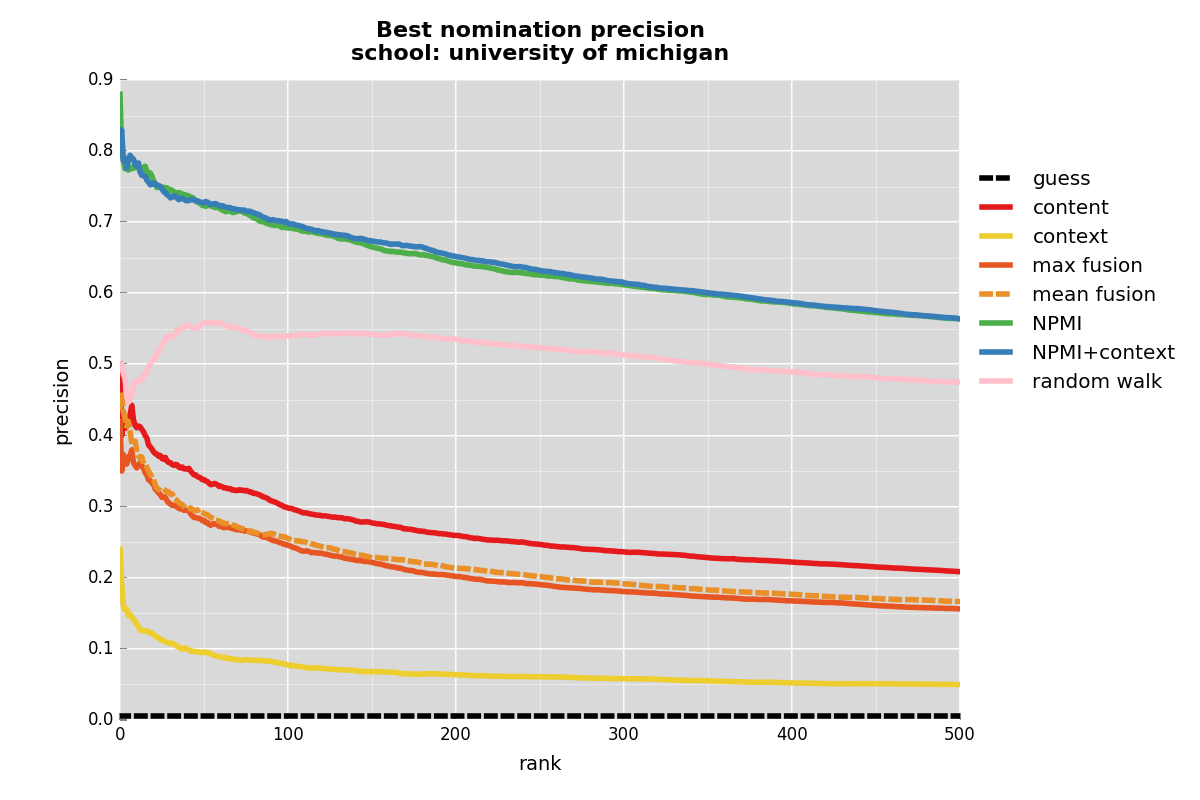 Best nomination precision
school: university of michigan
precision
0.9
0.8
0.7
0.6
0.5
0.4
0.3
0.2
0.1
0.0
0 100 200 300 400 500
rank
guess
content
context
max fusion
mean fusion
NPMI
NPMI+context
random walk